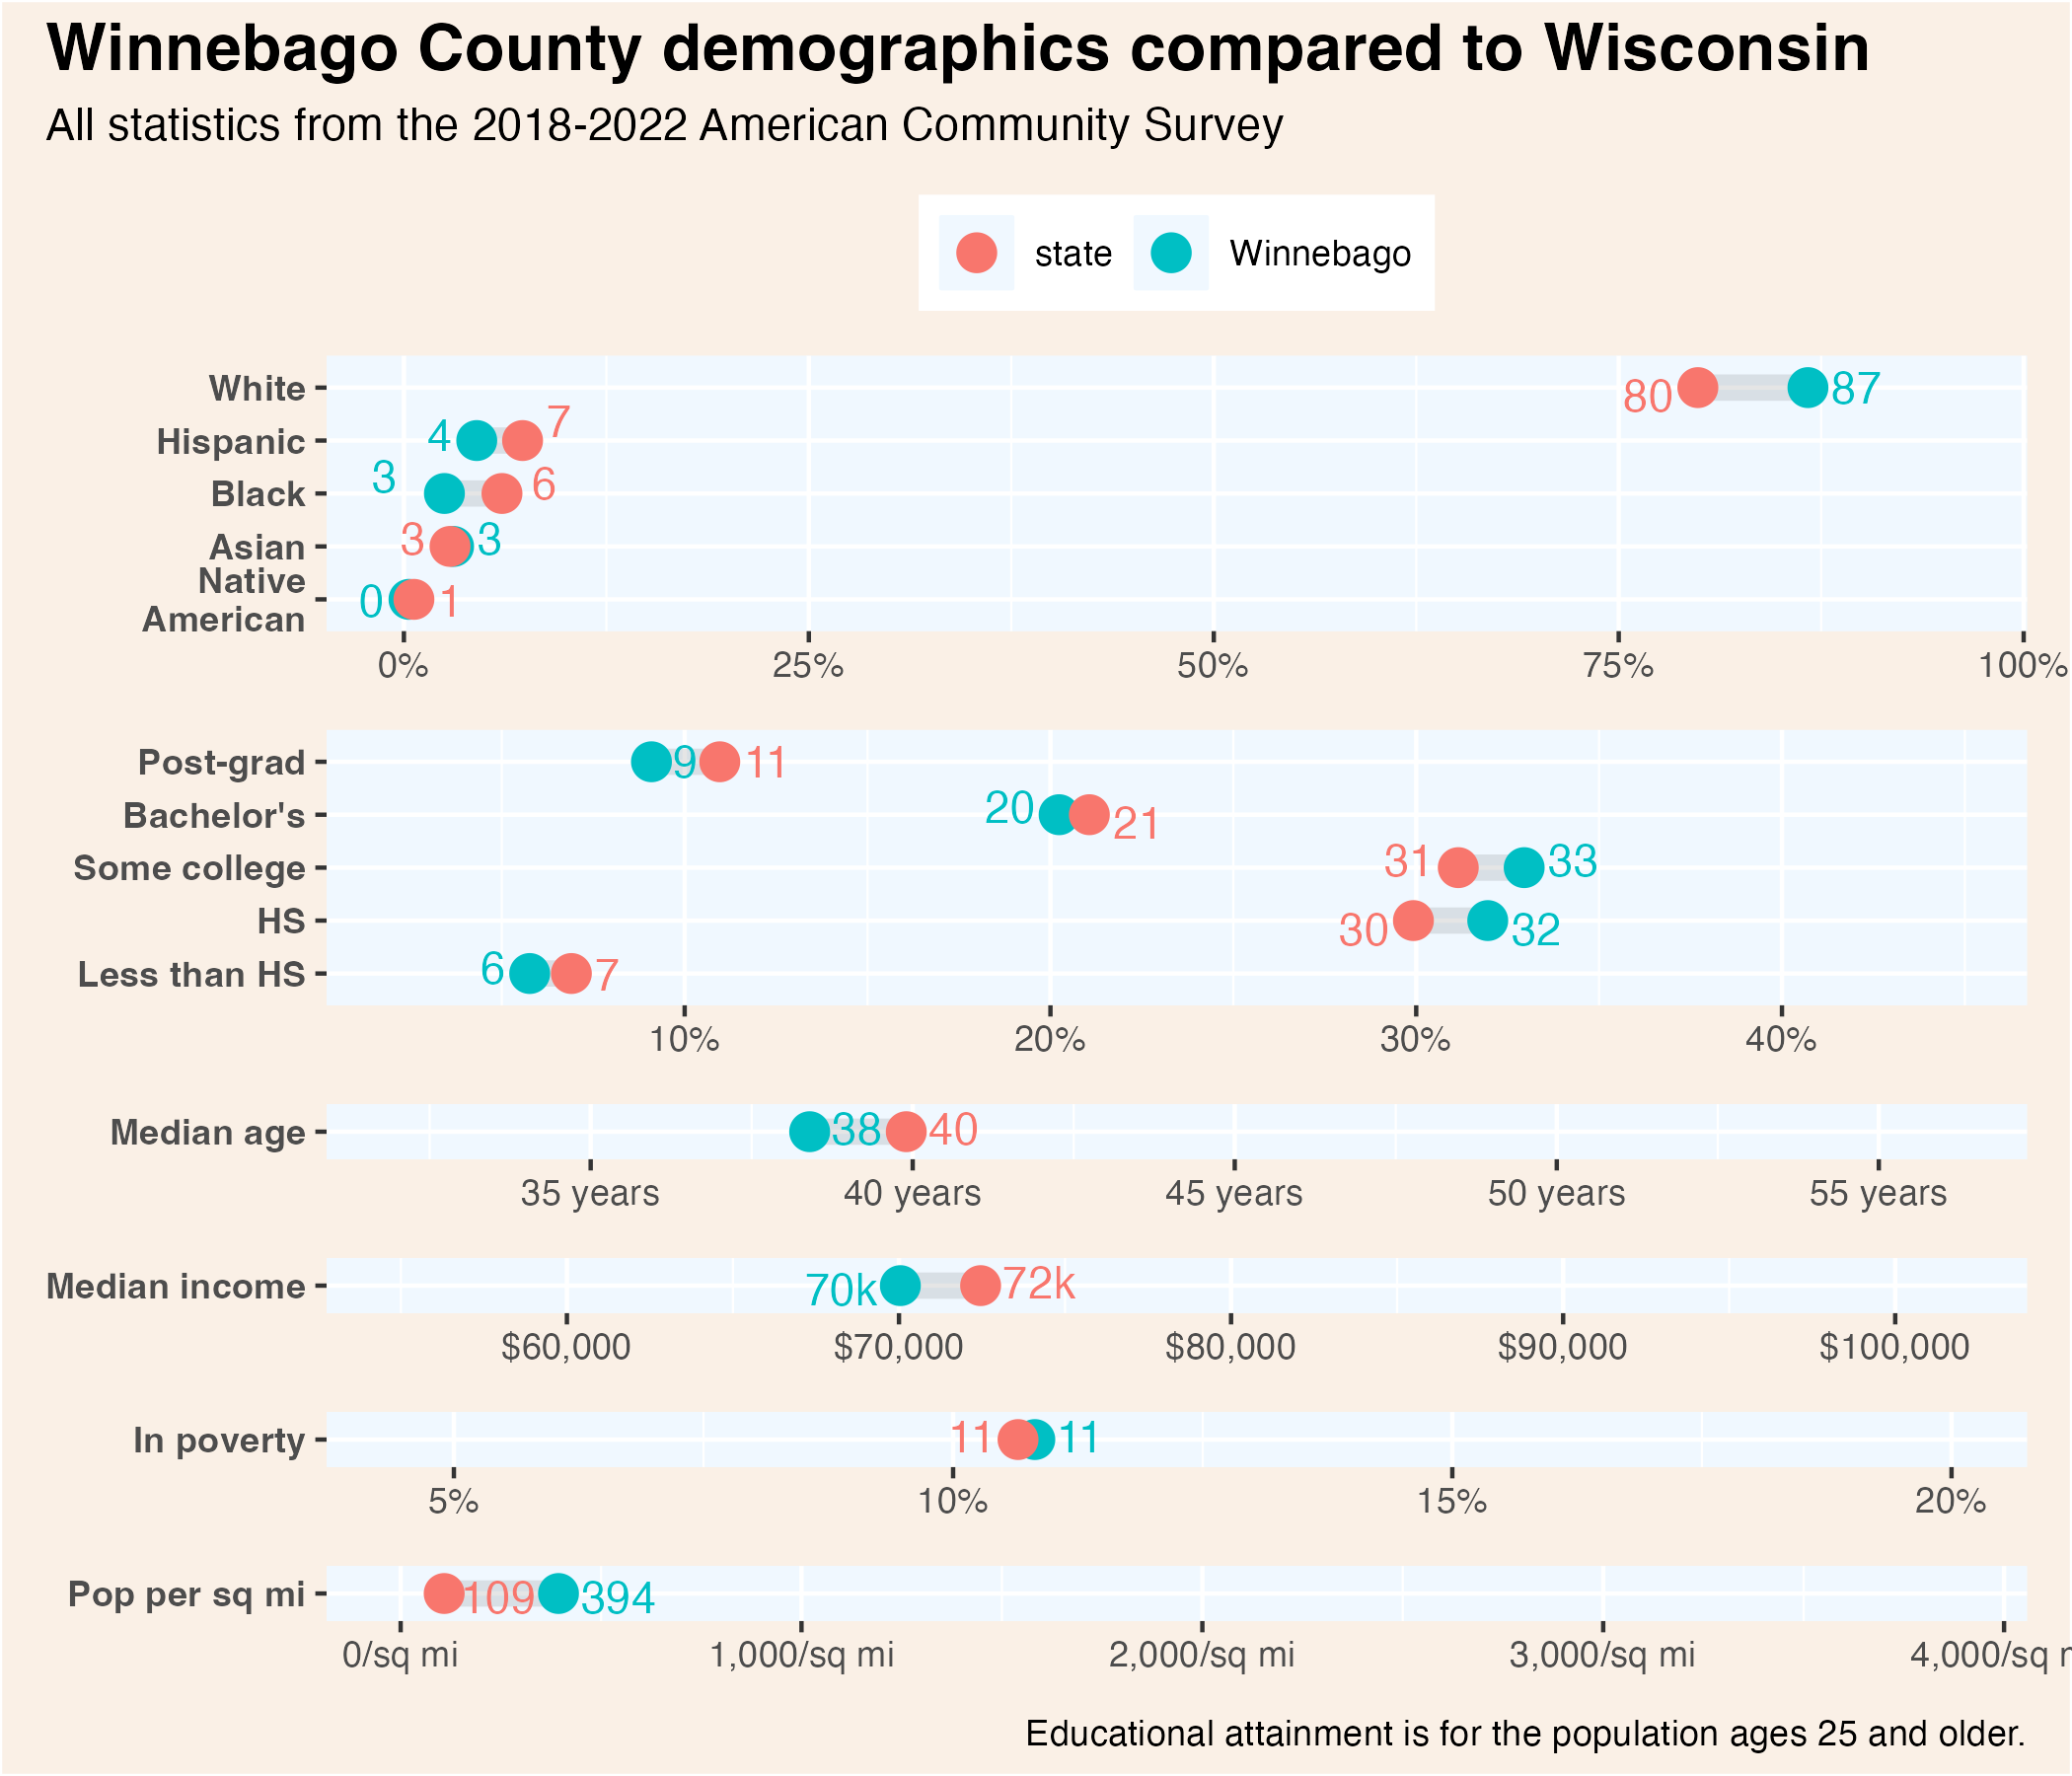 Winnebago County demographics compared to Wisconsin
All statistics from the 2018-2022 American Community Survey
state Winnebago
White 80 87
Hispanic 4 7
Black 3 6
Asian 3 3
Native
American 0 1
0% 25% 50% 75% 100%
Post-grad 9 11
Bachelor's 20 21
Some college 31 33
HS 30 32
Less than HS 6 7
10% 20% 30% 40%
Median age 38 40
35 years 40 years 45 years 50 years 55 years
Median income 70k 72k
$60,000 $70,000 $80,000 $90,000 $100,000
In poverty 11 11
5% 10% 15% 20%
Pop per sq mi 109 394
0/sq mi 1,000/sq mi 2,000/sq mi 3,000/sq mi 4,000/sq
Educational attainment is for the population ages 25 and older.